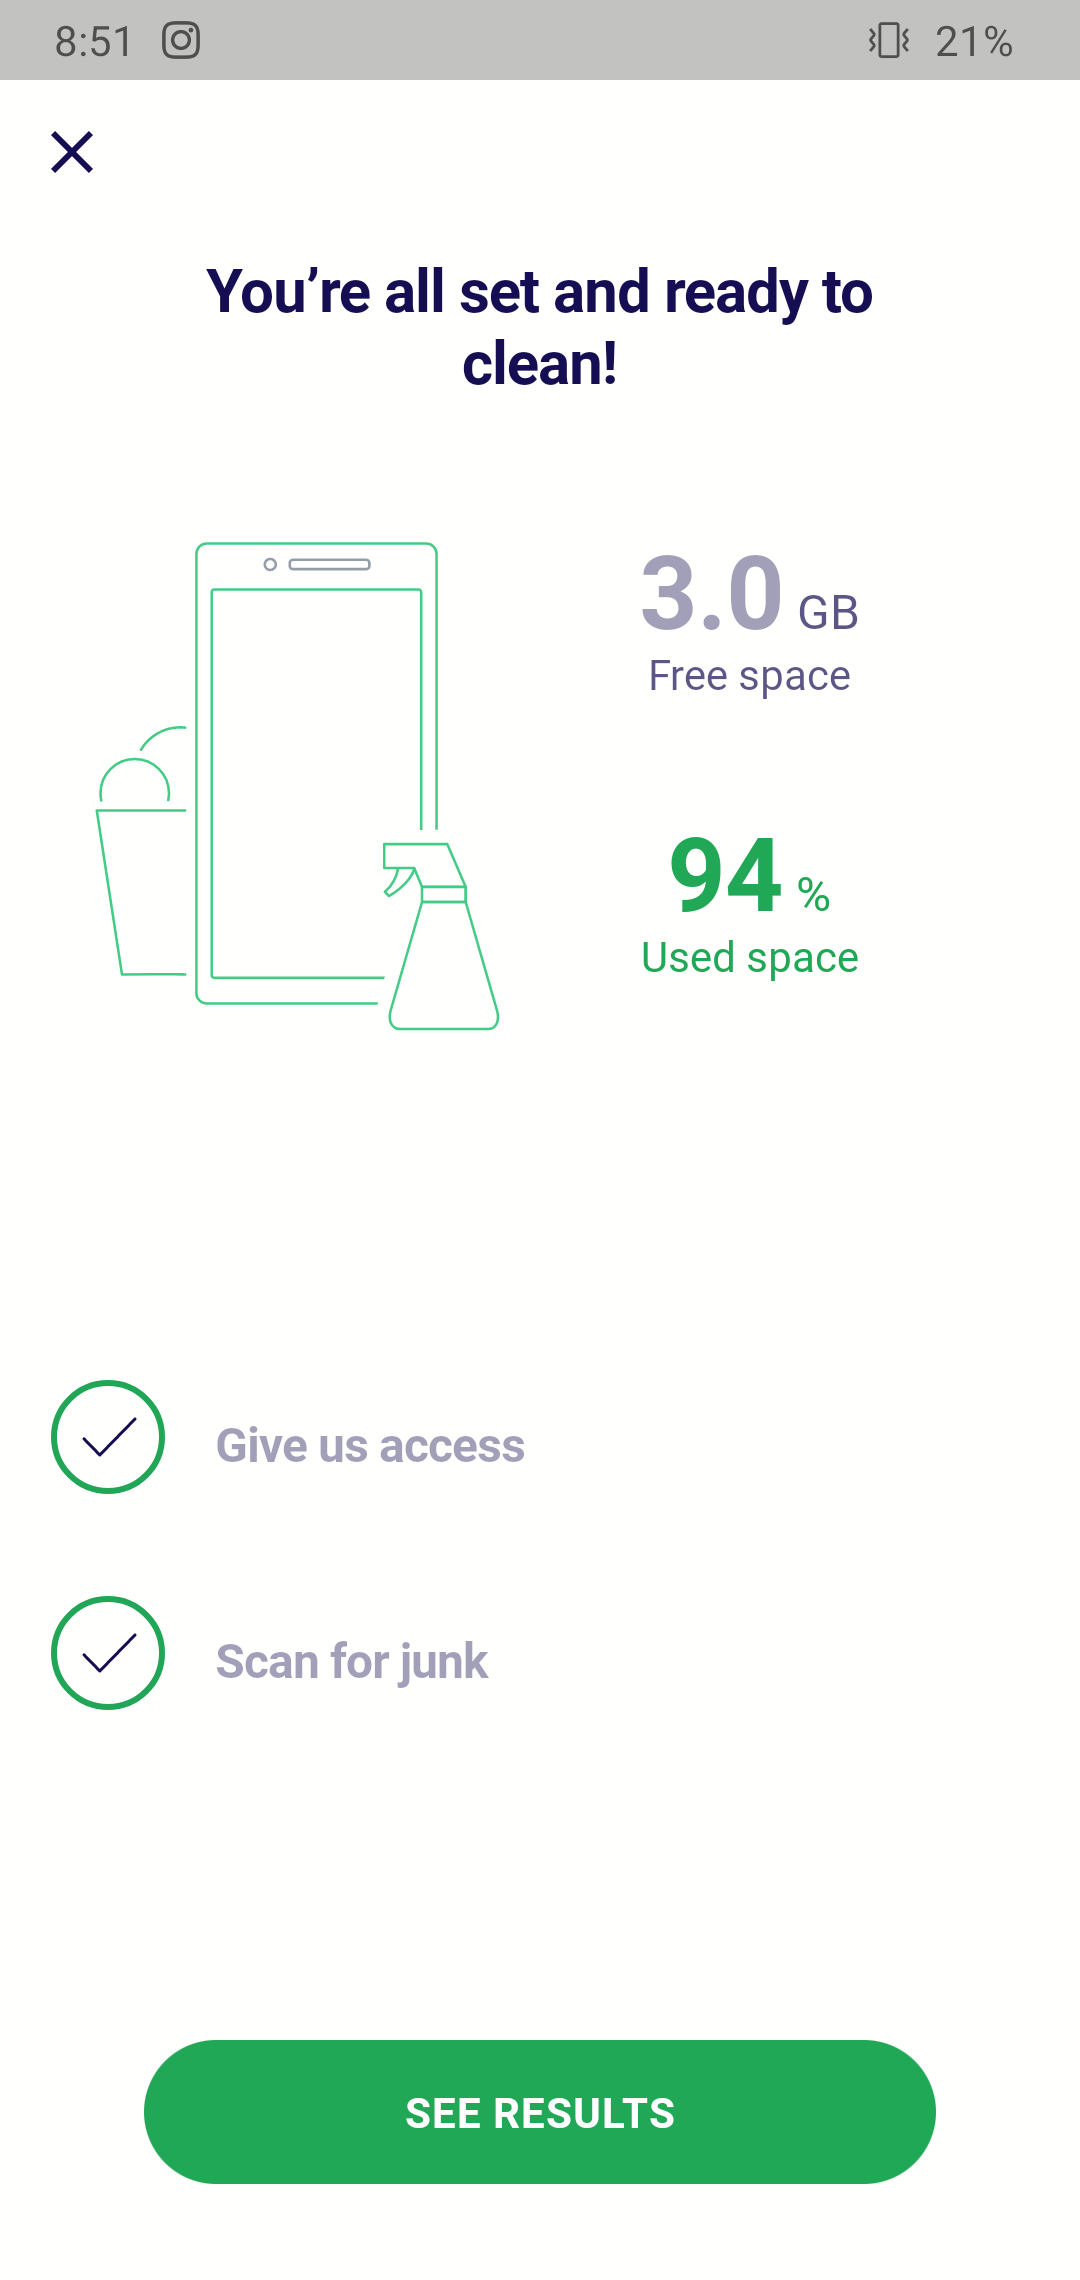 8:51
21%
You’re all set and ready to
clean!
3.0 GB
Free space
94 %
Used space
Give us access
Scan for junk
SEE RESULTS